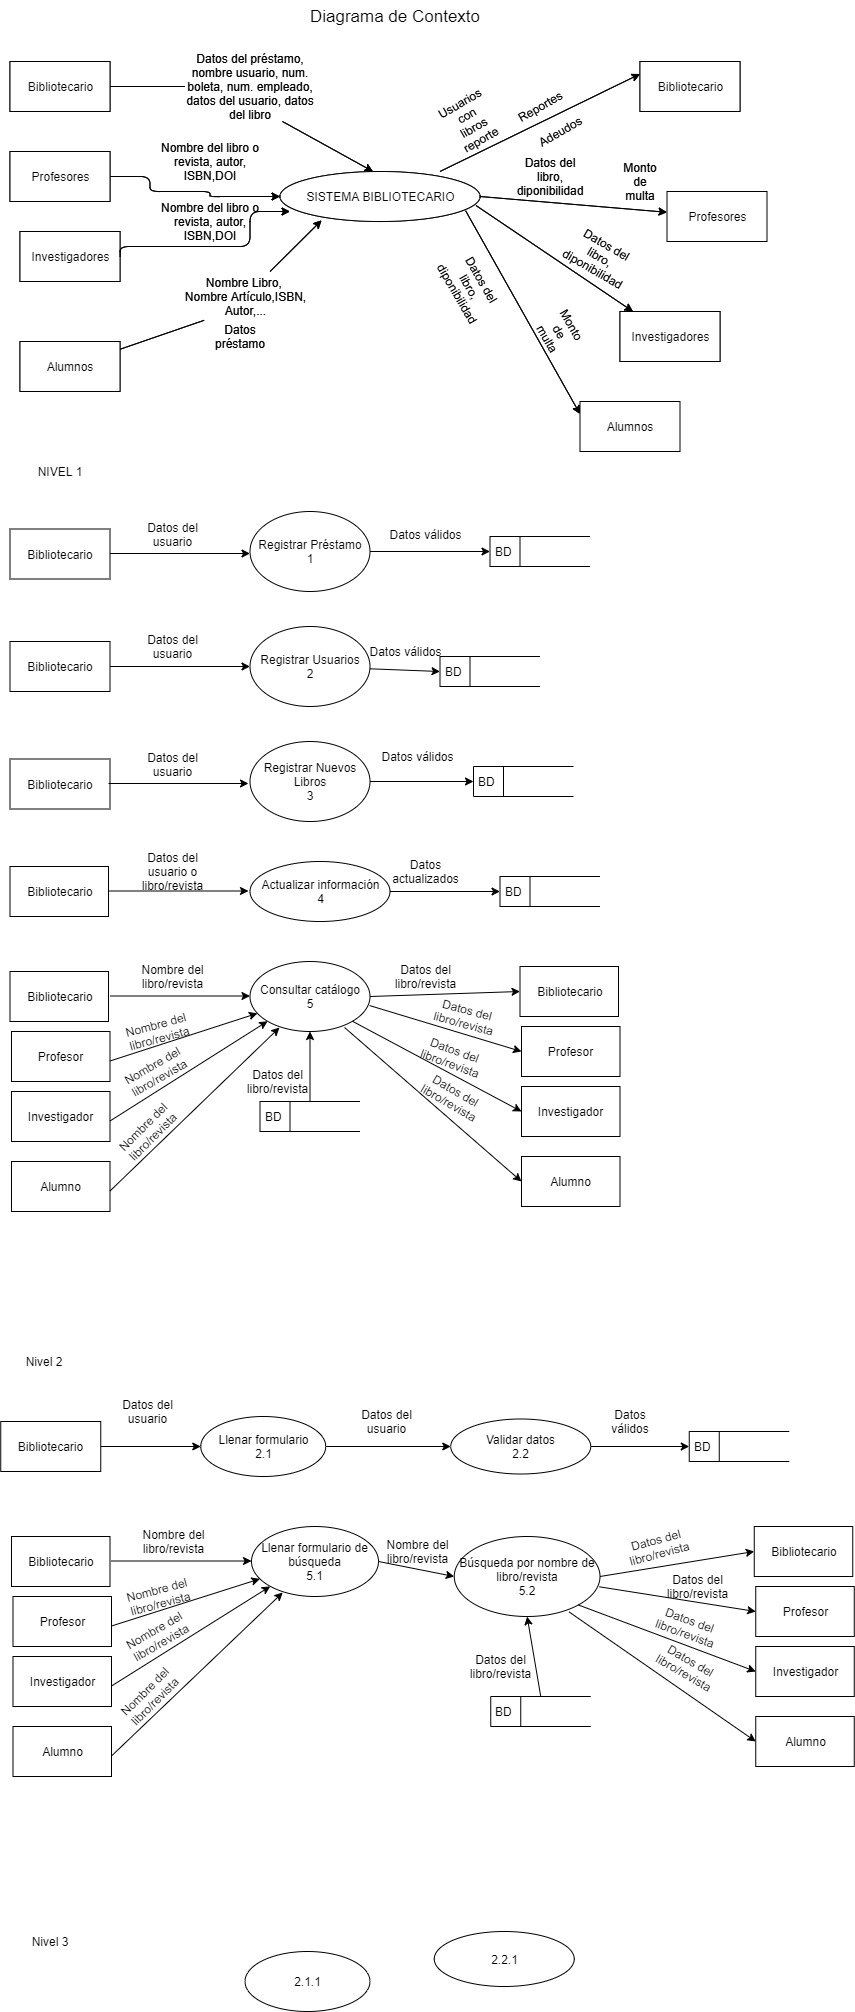 Diagrama de Contexto
Bibliotecario
Datos del préstamo,
nombre usuario, num.
boleta, num. empleado,
datos del usuario, datos
del libro
Usuarios
con
libros
reporte
Reportes
Adeudos
Bibliotecario
Profesores
Nombre del libro o
revista, autor,
ISBN,DOI
SISTEMA BIBLIOTECARIO
Datos del
libro,
diponibilidad
Monto
de
multa
Profesores
Investigadores
Nombre del libro o
revista, autor,
ISBN,DOI
Datos del
libro,
diponibilidad
Investigadores
Alumnos
Nombre Libro,
Nombre Artículo,ISBN,
Autor,...
Datos
préstamo
Datos del
libro,
diponibilidad
Monto
de
multa
Alumnos
NIVEL 1
Bibliotecario
Datos del
usuario
Registrar Préstamo
1
Datos válidos
BD
Bibliotecario
Datos del
usuario
Registrar Usuarios
2
Datos válidos
BD
Bibliotecario
Datos del
usuario
Registrar Nuevos
Libros
3
Datos válidos
BD
Bibliotecario
Datos del
usuario o
libro/revista
Actualizar información
4
Datos
actualizados
BD
Bibliotecario
Nombre del
libro/revista
Consultar catálogo
5
Datos del
libro/revista
Bibliotecario
Profesor
Nombre del
libro/revista
Datos del
libro/revista
Profesor
Investigador
Nombre del
libro/revista
Datos del
libro/revista
BD
Datos del
libro/revista
Investigador
Alumno
Nombre del
libro/revista
Datos del
libro/revista
Alumno
Nivel 2
Bibliotecario
Datos del
usuario
Llenar formulario
2.1
Datos del
usuario
Validar datos
2.2
Datos
válidos
BD
Bibliotecario
Nombre del
libro/revista
Llenar formulario de
búsqueda
5.1
Nombre del
libro/revista
Búsqueda por nombre de
libro/revista
5.2
Datos del
libro/revista
Bibliotecario
Profesor
Nombre del
libro/revista
Datos del
libro/revista
Profesor
Investigador
Nombre del
libro/revista
Datos del
libro/revista
BD
Datos del
libro/revista
Investigador
Alumno
Nombre del
libro/revista
Datos del
libro/revista
Alumno
Nivel 3
2.1.1
2.2.1